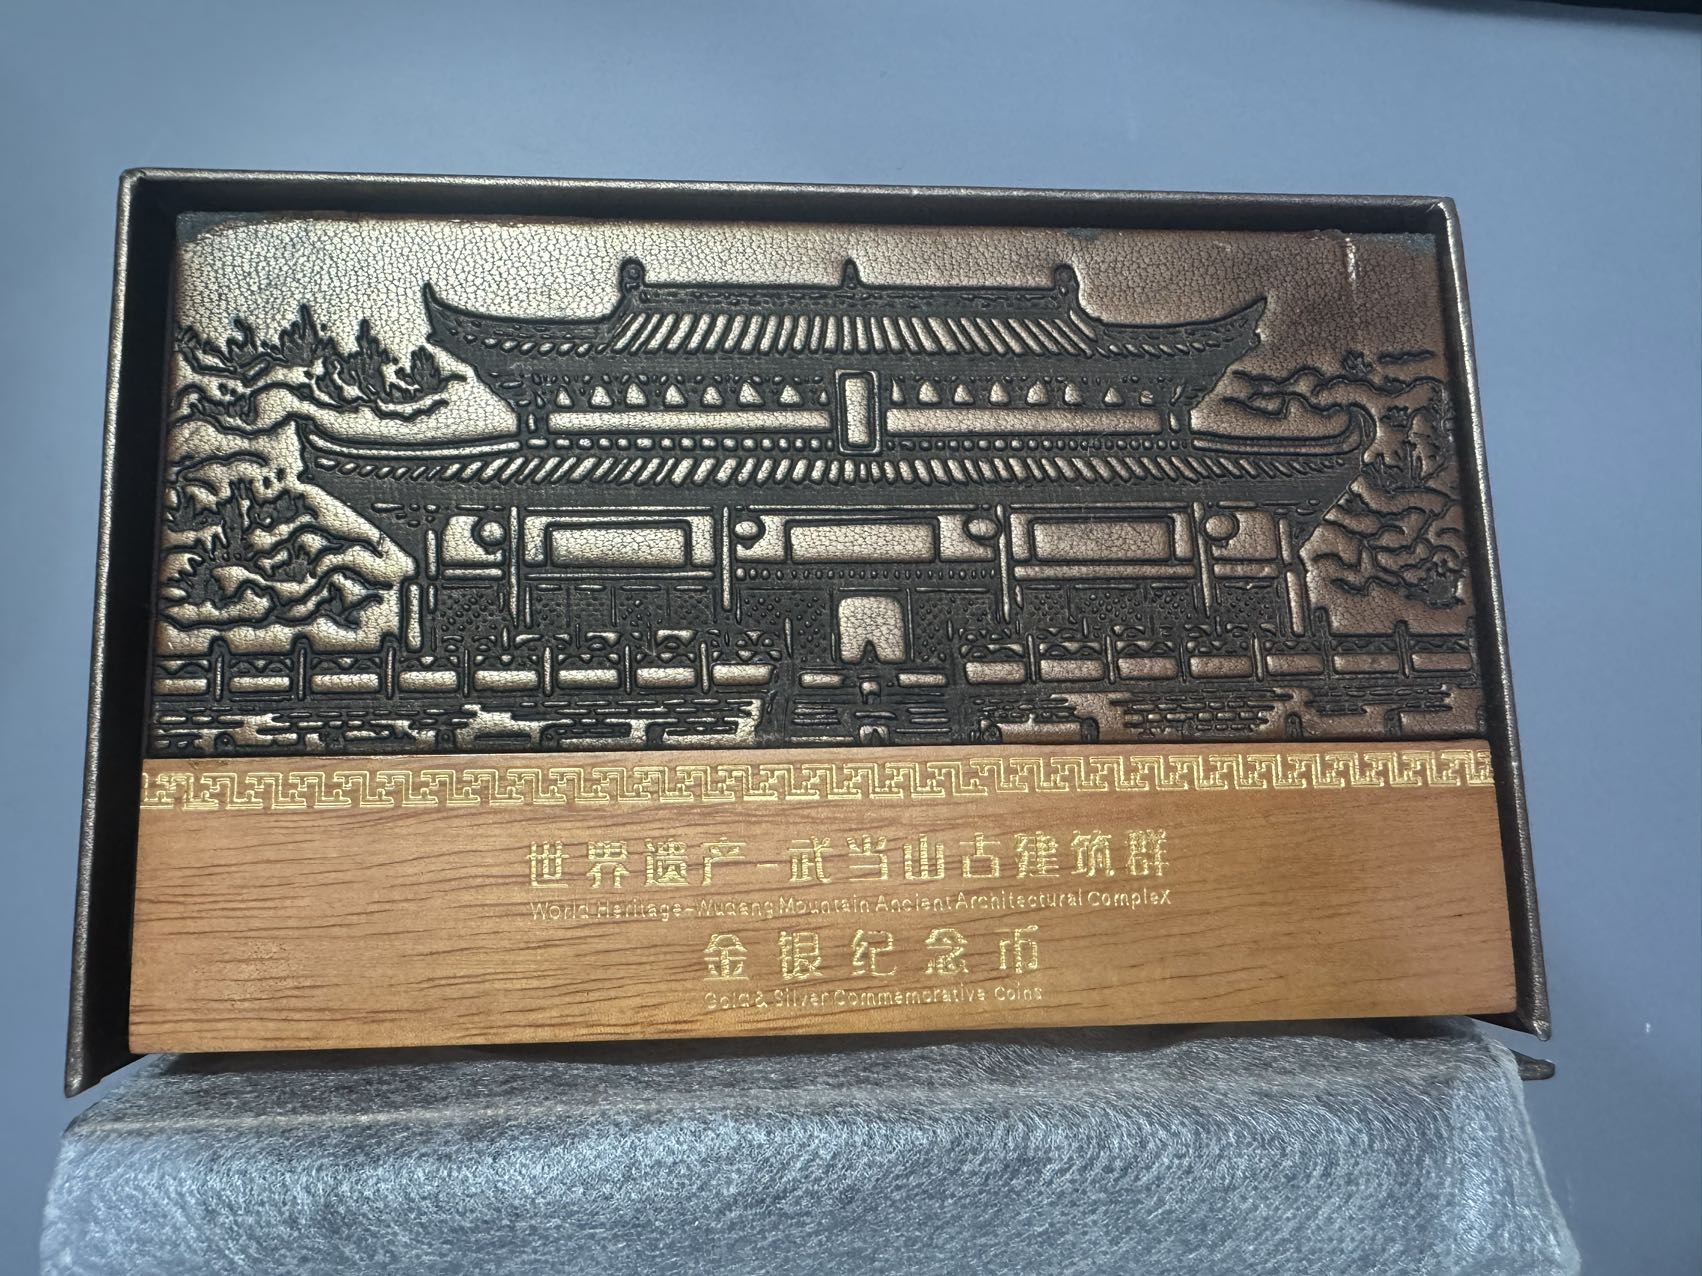 世界遗产-武当山古建筑群
World Heritage-Wudang Mountain Ancient Architectural Complex
金银纪念币
Gold & Silver Commemorative Coins